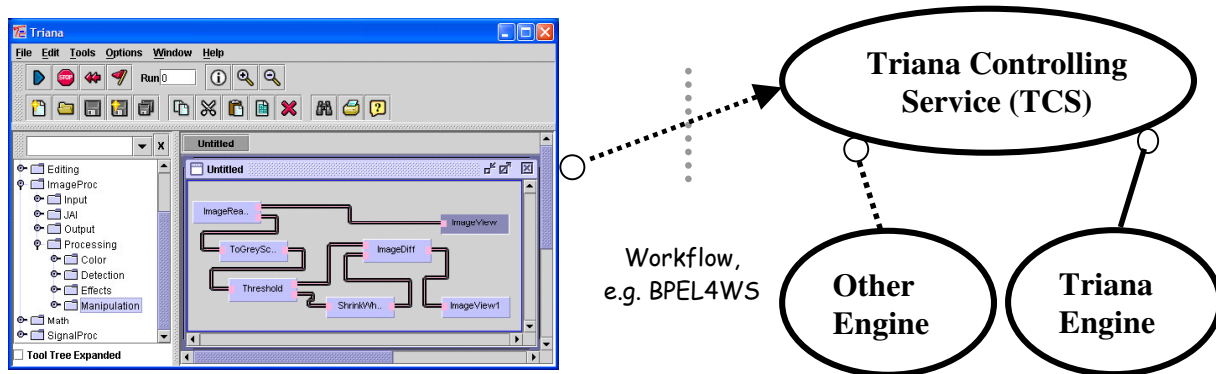 Triana
File Edit Tools Options Window Help
STOP
Run 0
X
Untitled
Editing
ImageProc
Input
JAI
Output
Processing
Color
Detection
Effects
Manipulation
Math
SignalProc
Tool Tree Expanded
Untitled
ImageRea..
ImageView
ToGreySc..
ImageDiff
Threshold
ShrinkWh..
ImageView1
Workflow,
e.g. BPEL4WS
Triana Controlling
Service (TCS)
Other
Engine
Triana
Engine